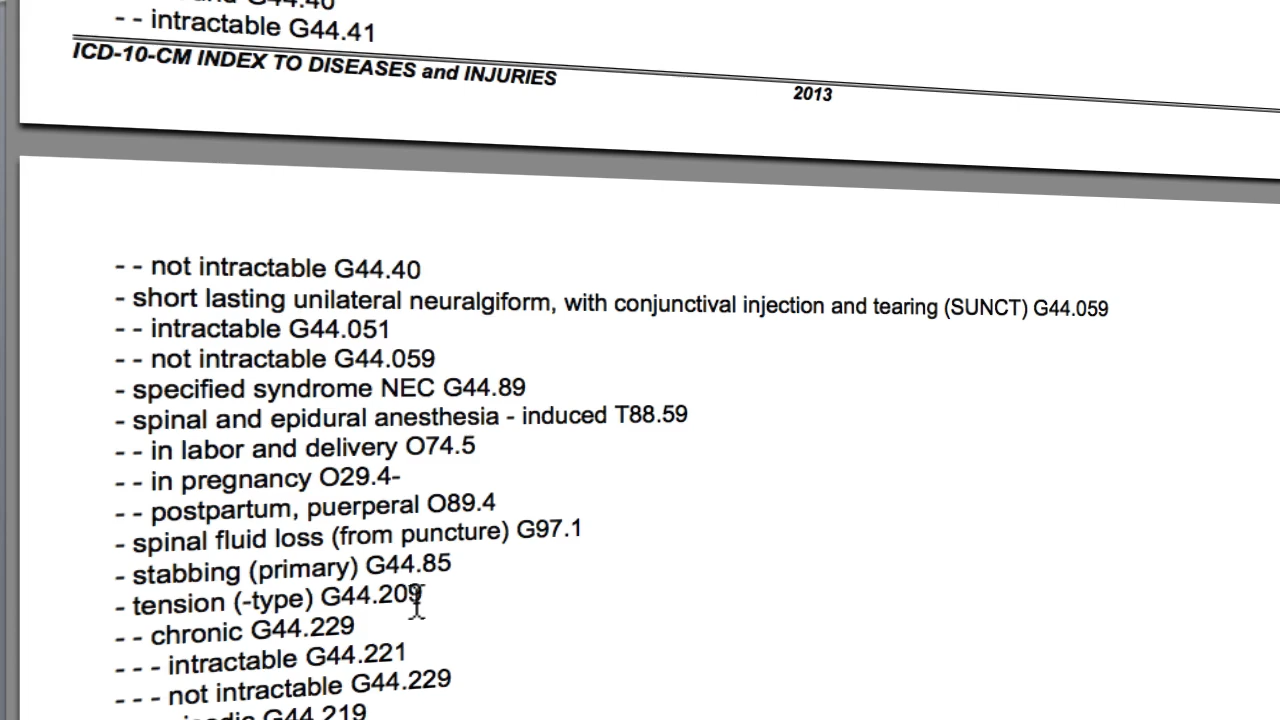 G44.40
- - intractable G44.41
ICD-10-CM INDEX TO DISEASES and INJURIES
2013
- - not intractable G44.40
- short lasting unilateral neuralgiform, with conjunctival injection and tearing (SUNCT) G44.059
- - intractable G44.051
- - not intractable G44.059
- specified syndrome NEC G44.89
- spinal and epidural anesthesia - induced T88.59
- - in labor and delivery O74.5
- - in pregnancy O29.4-
- - postpartum, puerperal O89.4
- spinal fluid loss (from puncture) G97.1
- stabbing (primary) G44.85
- tension (-type) G44.209
- - chronic G44.229
- - - intractable G44.221
- - - not intractable G44.229
G44.219